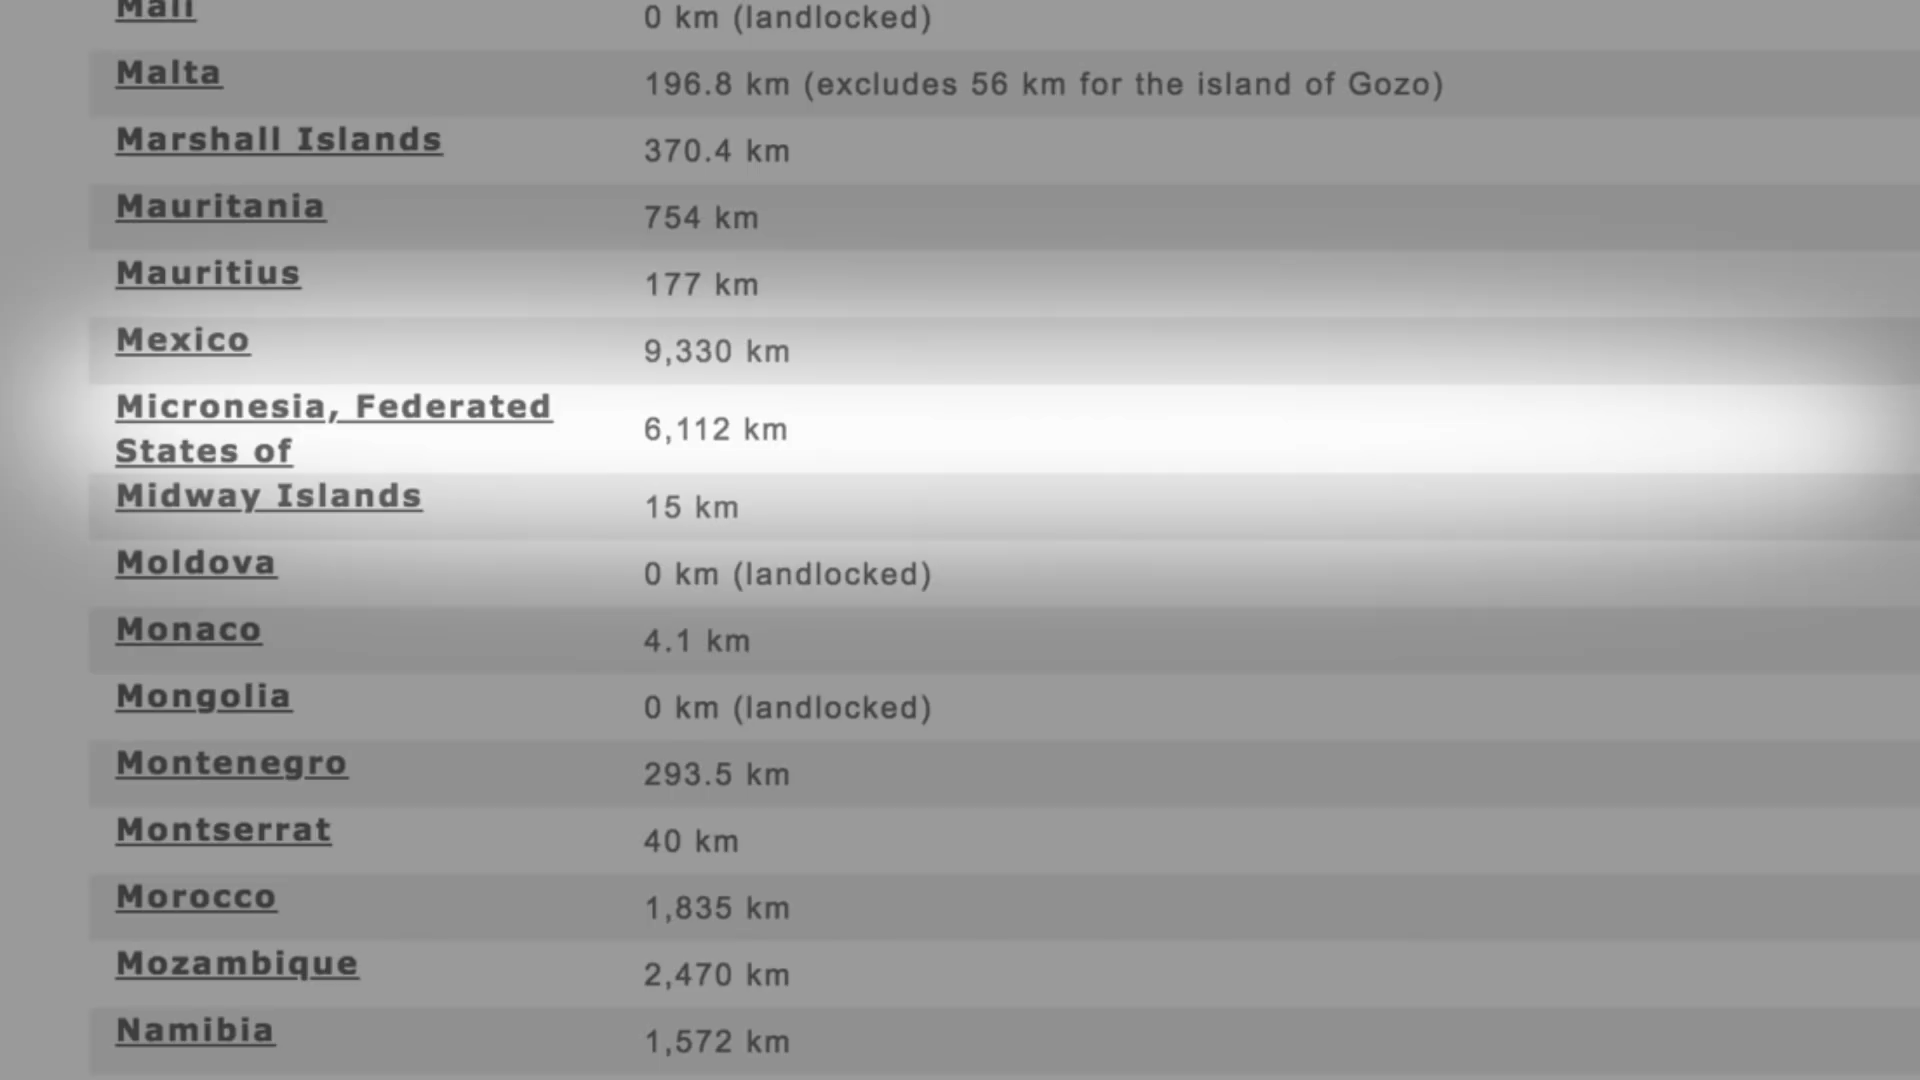 Mali 0 km (landlocked)
Malta 196.8 km (excludes 56 km for the island of Gozo)
Marshall Islands 370.4 km
Mauritania 754 km
Mauritius 177 km
Mexico 9,330 km
Micronesia, Federated
States of 6,112 km
Midway Islands 15 km
Moldova 0 km (landlocked)
Monaco 4.1 km
Mongolia 0 km (landlocked)
Montenegro 293.5 km
Montserrat 40 km
Morocco 1,835 km
Mozambique 2,470 km
Namibia 1,572 km